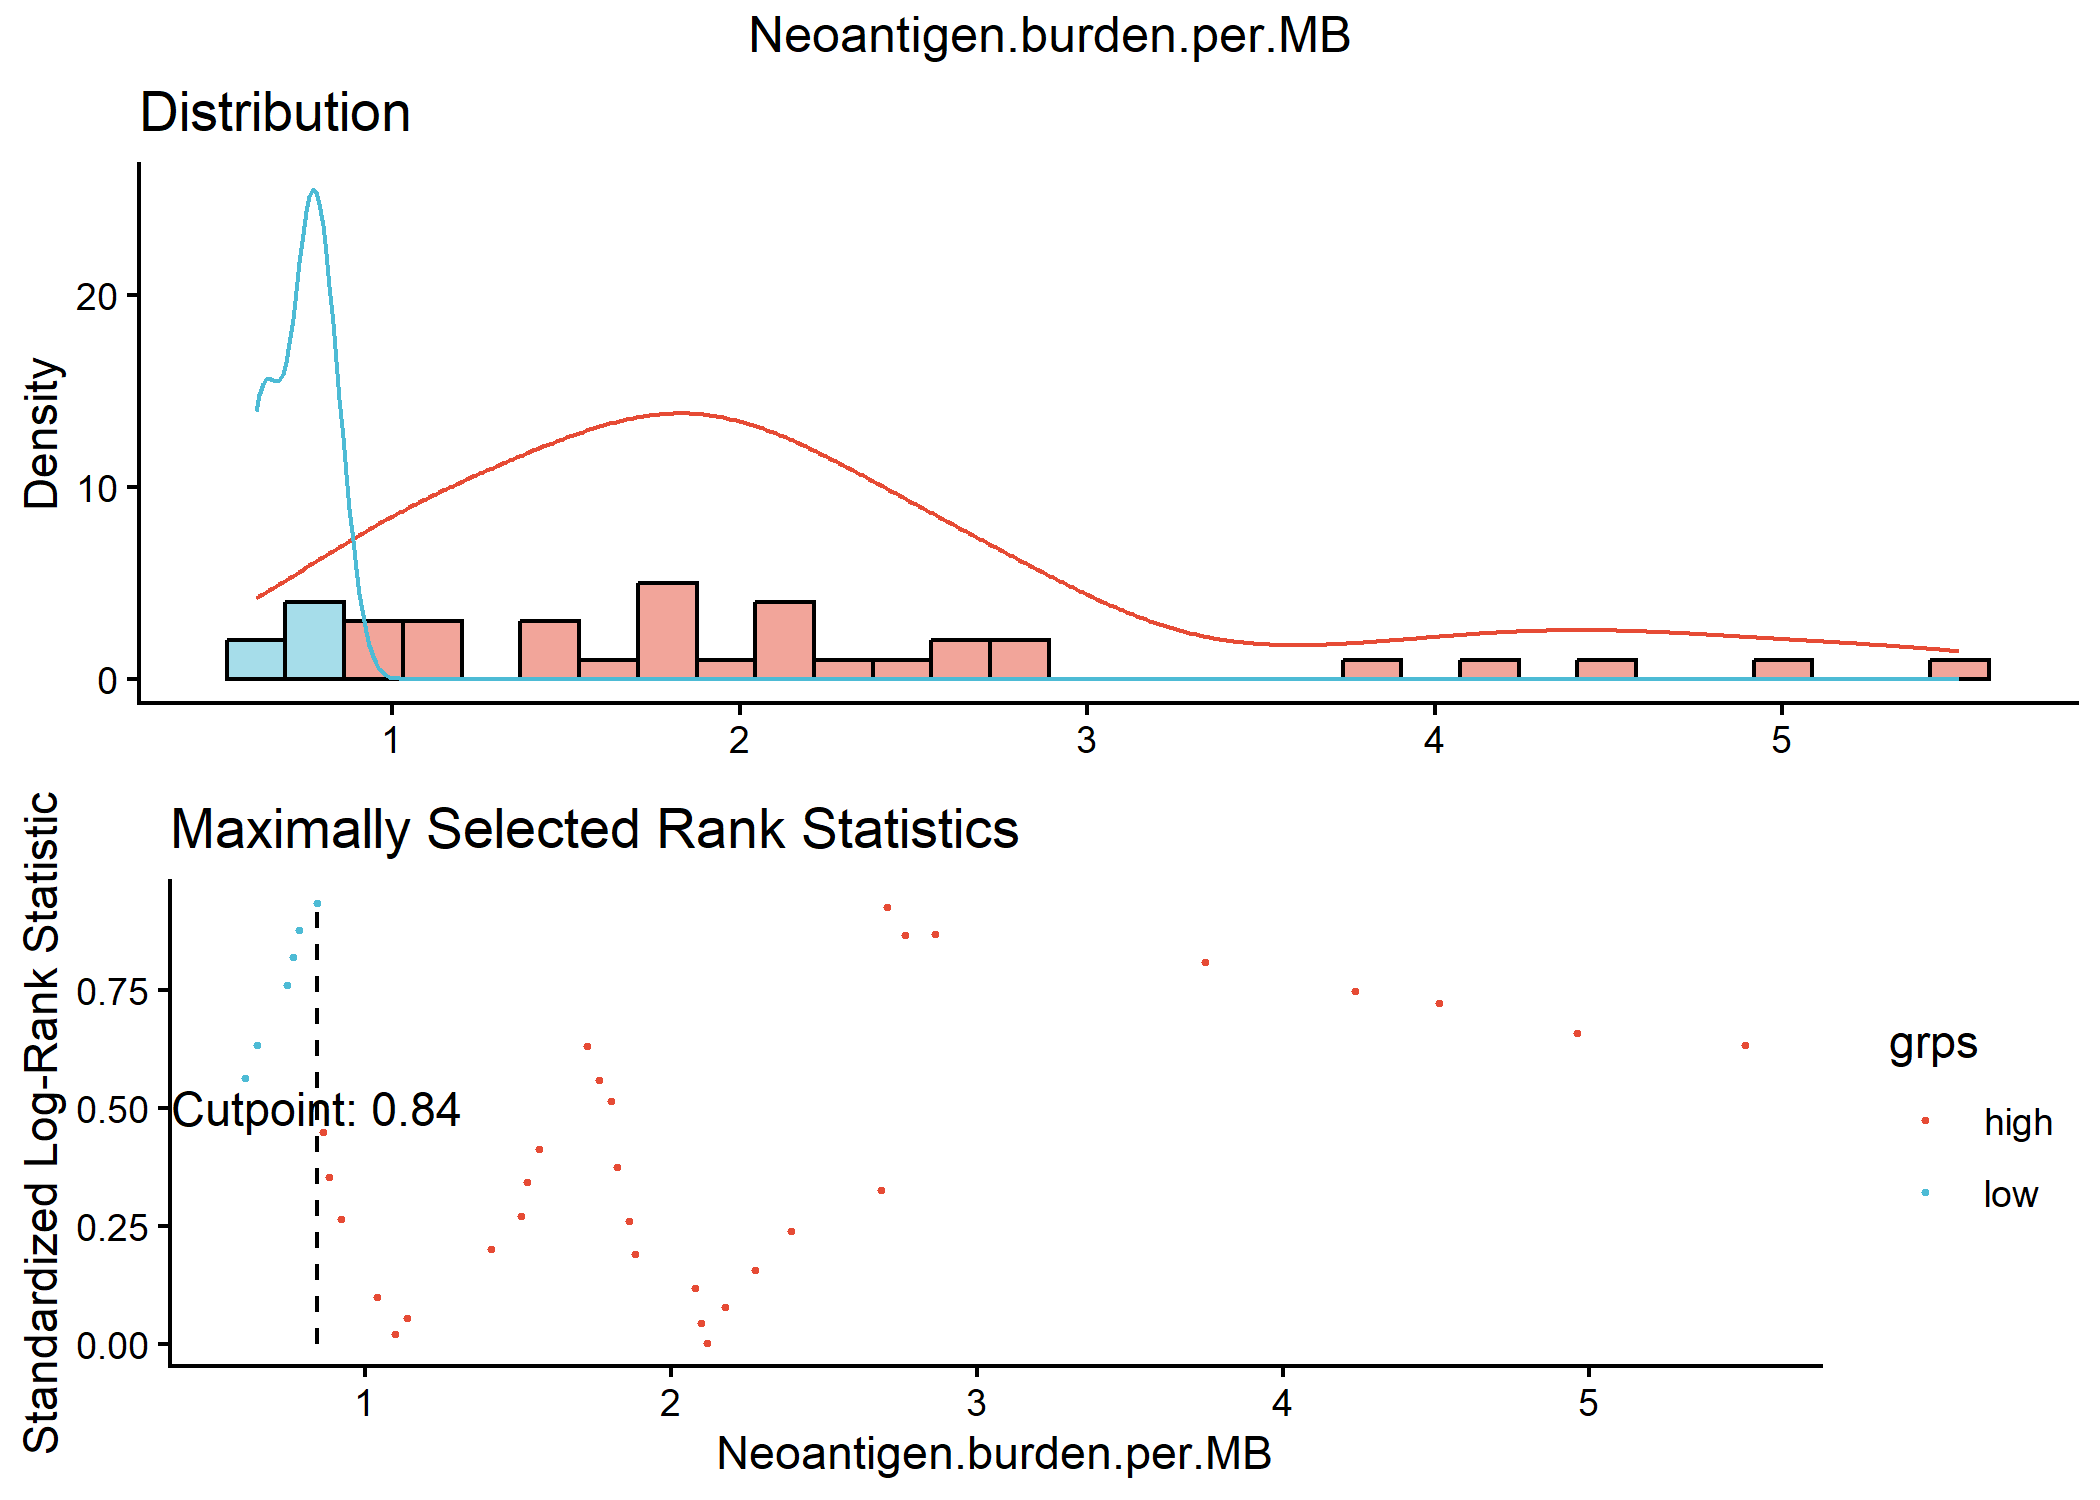 Neoantigen.burden.per.MB
Distribution
Density
20
10
0
1 2 3 4 5
Maximally Selected Rank Statistics
Standardized Log-Rank Statistic
0.75
0.50
0.25
0.00
Cutpoint: 0.84
1 2 3 4 5
Neoantigen.burden.per.MB
grps
high
low